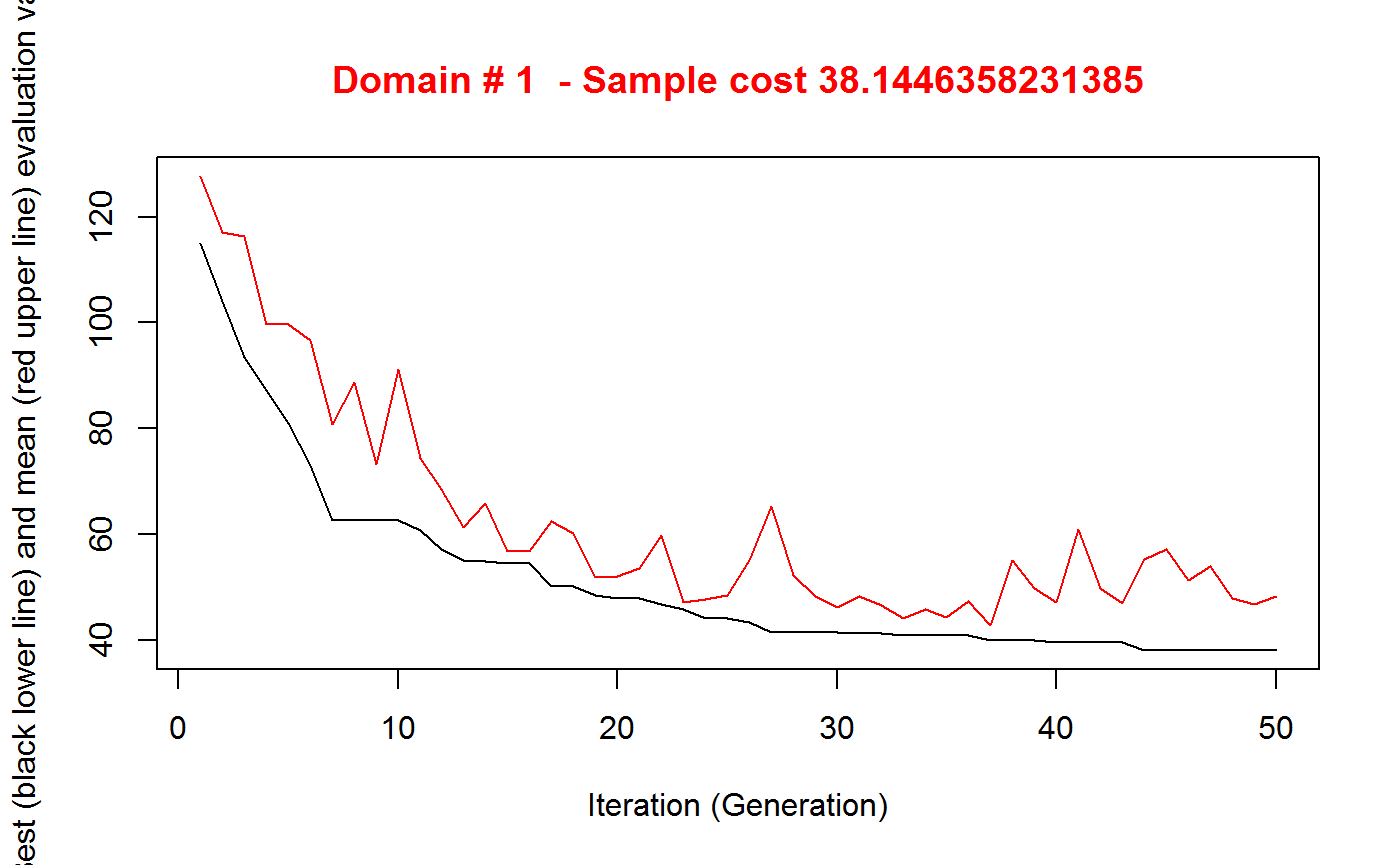 Domain # 1  - Sample cost 38.1446358231385
est (black lower line) and mean (red upper line) evaluation va
120
100
80
60
40
0 10 20 30 40 50
Iteration (Generation)